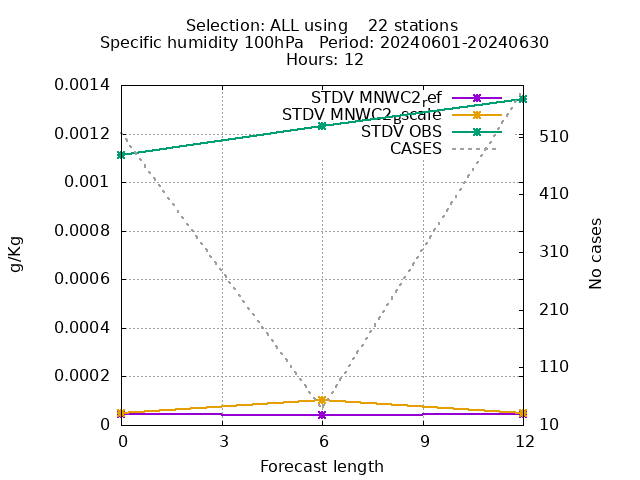 Selection: ALL using    22 stations
Specific humidity 100hPa   Period: 20240601-20240630
Hours: 12
STDV MNWC2_ref
STDV MNWC2_Bscale
STDV OBS
CASES
0.0014
0.0012
0.001
0.0008
0.0006
0.0004
0.0002
0
510
410
310
210
110
10
g/Kg
No cases
0 3 6 9 12
Forecast length